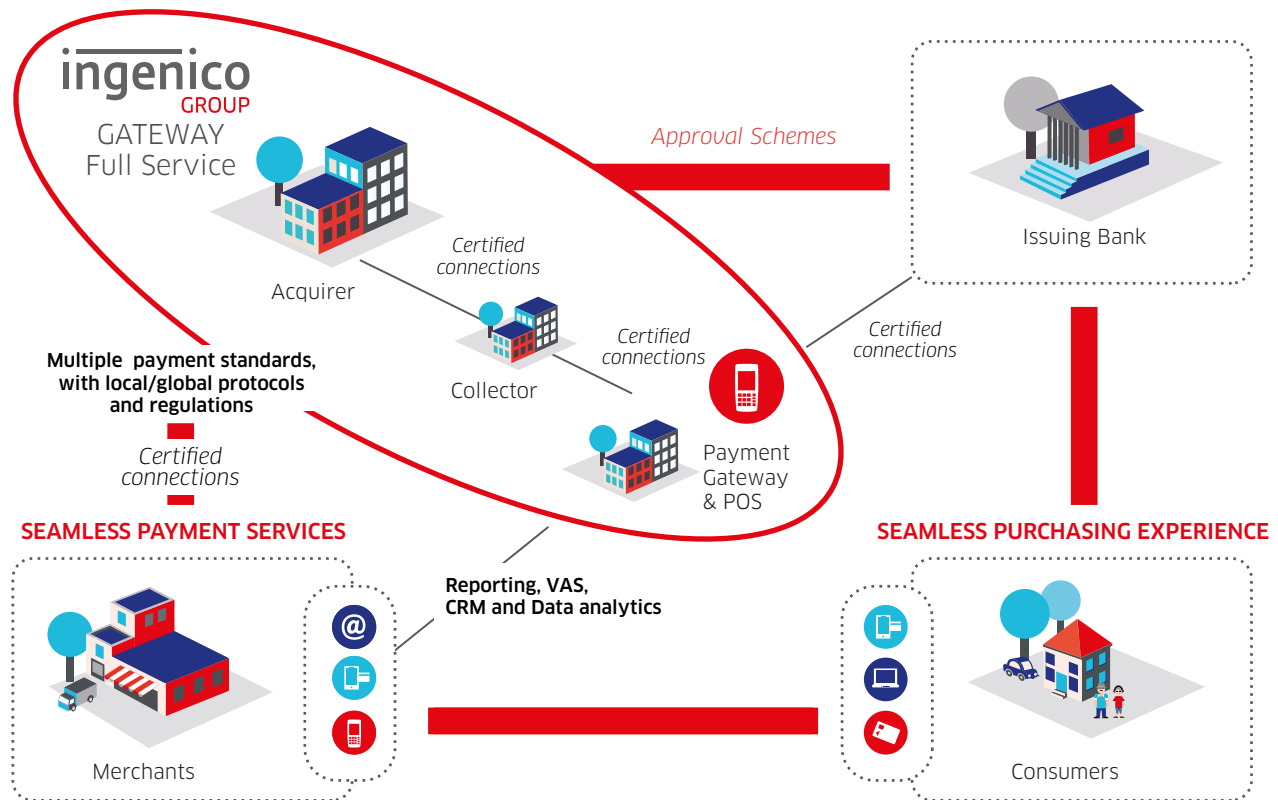 ingenico
GROUP
GATEWAY
Full Service
Approval Schemes
Issuing Bank
Certified
connections
Acquirer
Certified
connections
Collector
Certified
connections
Payment
Gateway
& POS
Multiple payment standards,
with local/global protocols
and regulations
Certified
connections
SEAMLESS PAYMENT SERVICES
SEAMLESS PURCHASING EXPERIENCE
Reporting, VAS,
CRM and Data analytics
@
Merchants
Consumers